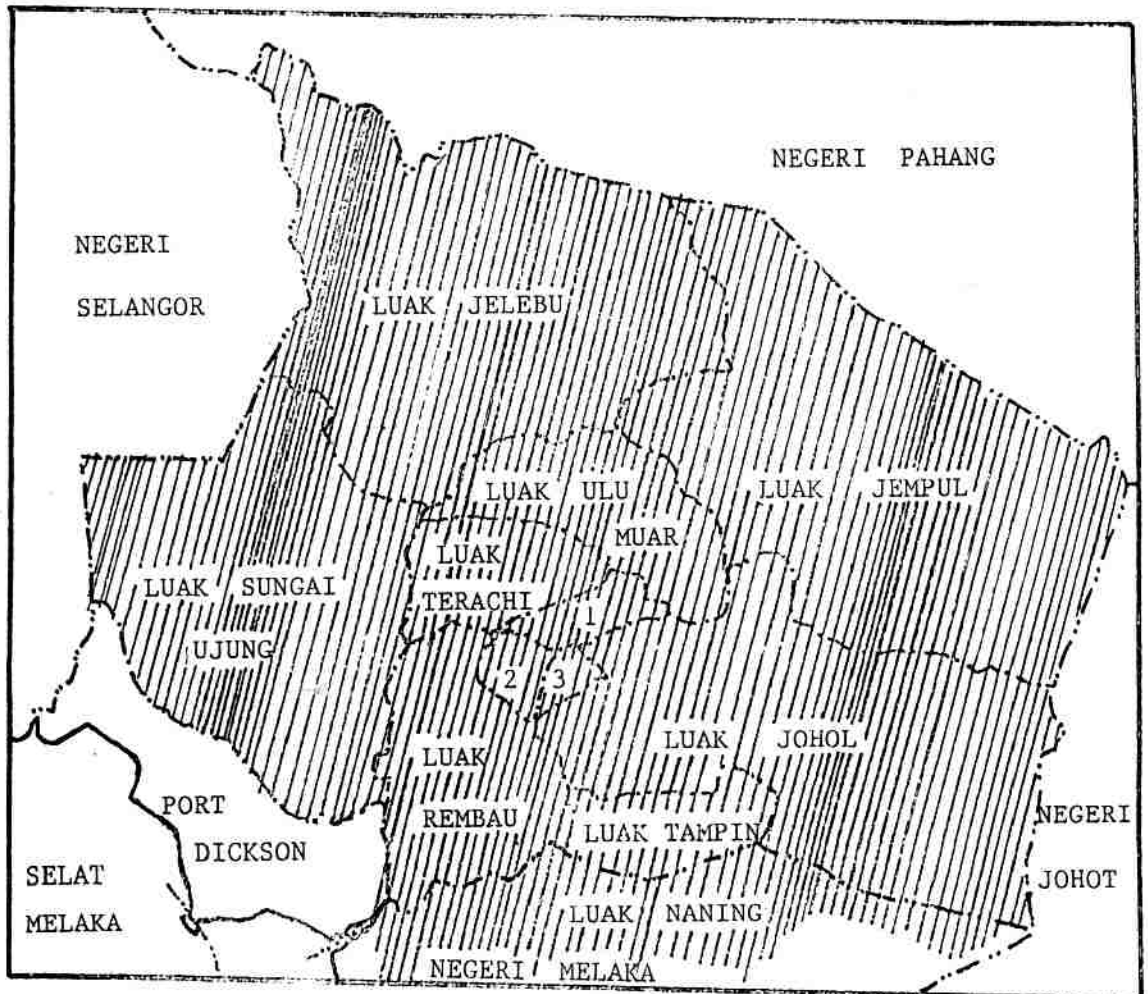 NEGERI PAHANG
NEGERI
SELANGOR
LUAK JELEBU
LUAK ULU
MUAR
LUAK JEMPUL
LUAK
TERACHI
LUAK SUNGAI
UJUNG
1
2
3
LUAK JOHOL
LUAK
REMBAU
LUAK TAMPIN
PORT
DICKSON
NEGERI
JOHOT
SELAT
MELAKA
LUAK NANING
NEGERI MELAKA